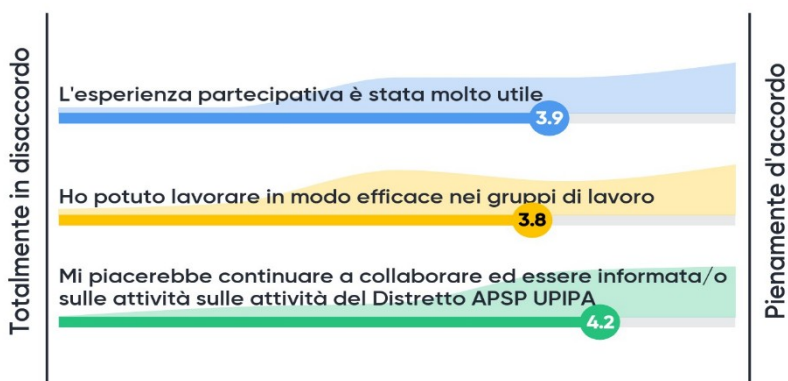 Totalmente in disaccordo
L'esperienza partecipativa è stata molto utile
3.9
Ho potuto lavorare in modo efficace nei gruppi di lavoro
3.8
Mi piacerebbe continuare a collaborare ed essere informata/o
sulle attività sulle attività del Distretto APSP UPIPA
4.2
Pienamente d'accordo